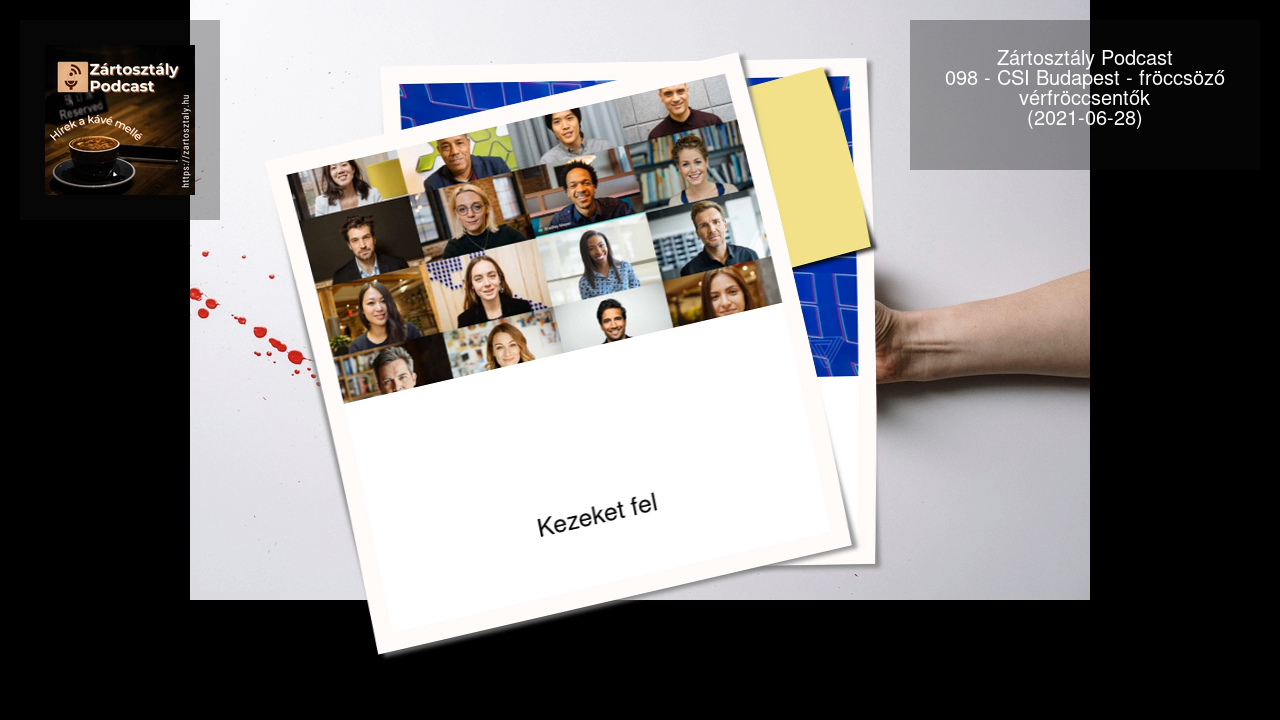 Zártosztály
Podcast
Reserved
Hírek a kávé mellé
https://zartosztaly.hu
Zártosztály Podcast
098 - CSI Budapest - fröccsöző
vérfröccsentők
(2021-06-28)
Kezeket fel